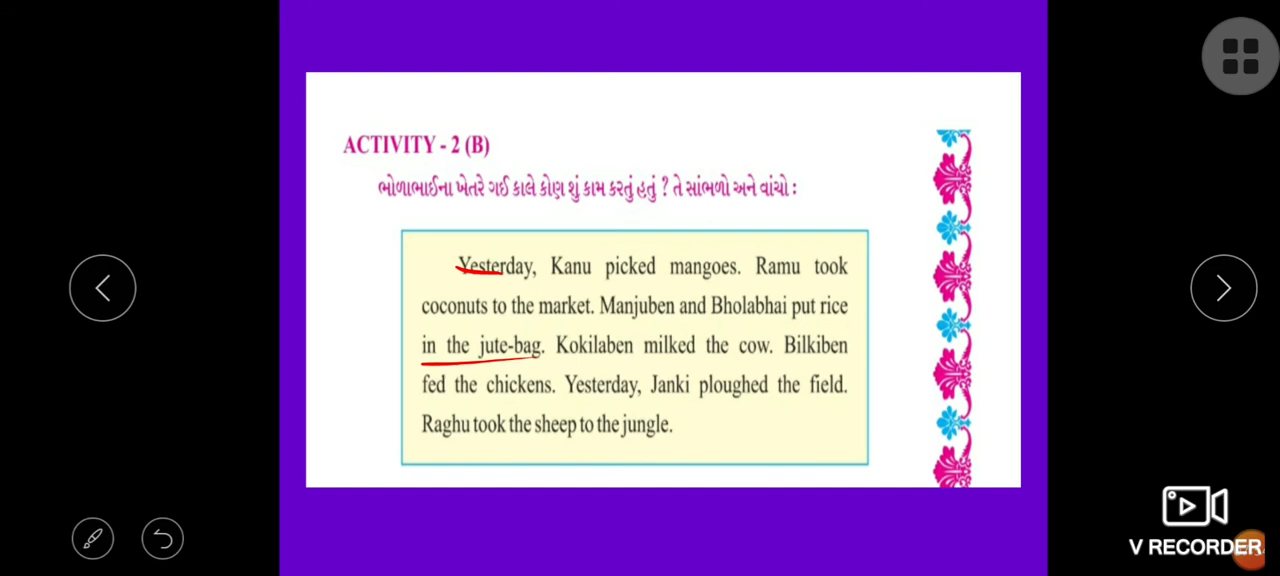 ACTIVITY - 2 (B)
ભોળાભાઈના ખેતરે ગઈ કાલે કોણ શું કામ કરતું હતું ? તે સાંભળો અને વાંચો :
Yesterday, Kanu picked mangoes. Ramu took
coconuts to the market. Manjuben and Bholabhai put rice
in the jute-bag. Kokilaben milked the cow. Bilkiben
fed the chickens. Yesterday, Janki ploughed the field.
Raghu took the sheep to the jungle.
V RECORDER